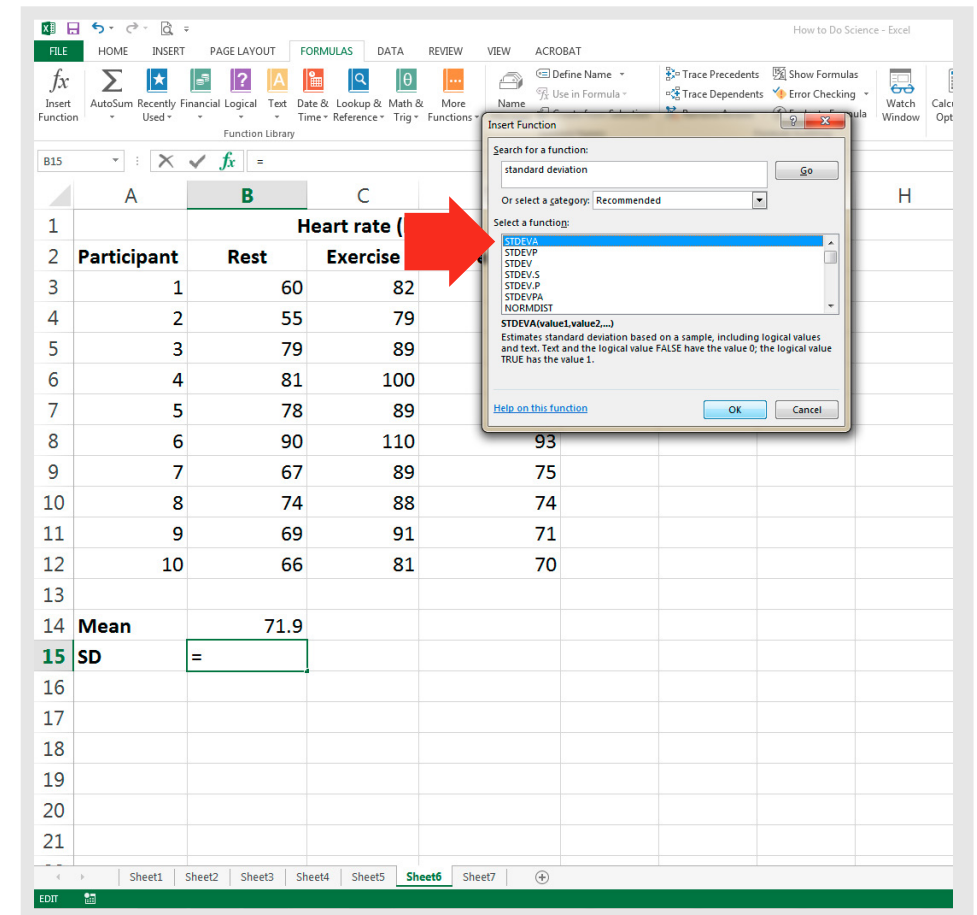 How to Do Science - Excel
FILE HOME INSERT PAGE LAYOUT FORMULAS DATA REVIEW VIEW ACROBAT
fx Σ ? A θ
Insert Function
AutoSum
Recently Used
Financial
Logical
Text
Date & Time
Lookup & Reference
Math & Trig
More Functions
Name
Define Name
Use in Formula
Trace Precedents
Trace Dependents
Show Formulas
Error Checking
Watch Window
Function Library
B15 fx =
Insert Function
Search for a function:
standard deviation
Go
Or select a category: Recommended
Select a function:
STDEVA
STDEVP
STDEV
STDEV.S
STDEV.P
STDEVPA
NORMDIST
STDEVA(value1,value2,...)
Estimates standard deviation based on a sample, including logical values
and text. Text and the logical value FALSE have the value 0; the logical value
TRUE has the value 1.
Help on this function
OK Cancel
A B C H
1 Heart rate (
2 Participant Rest Exercise
3 1 60 82
4 2 55 79
5 3 79 89
6 4 81 100
7 5 78 89
8 6 90 110 93
9 7 67 89 75
10 8 74 88 74
11 9 69 91 71
12 10 66 81 70
13
14 Mean 71.9
15 SD =
16
17
18
19
20
21
Sheet1 Sheet2 Sheet3 Sheet4 Sheet5 Sheet6 Sheet7
EDIT